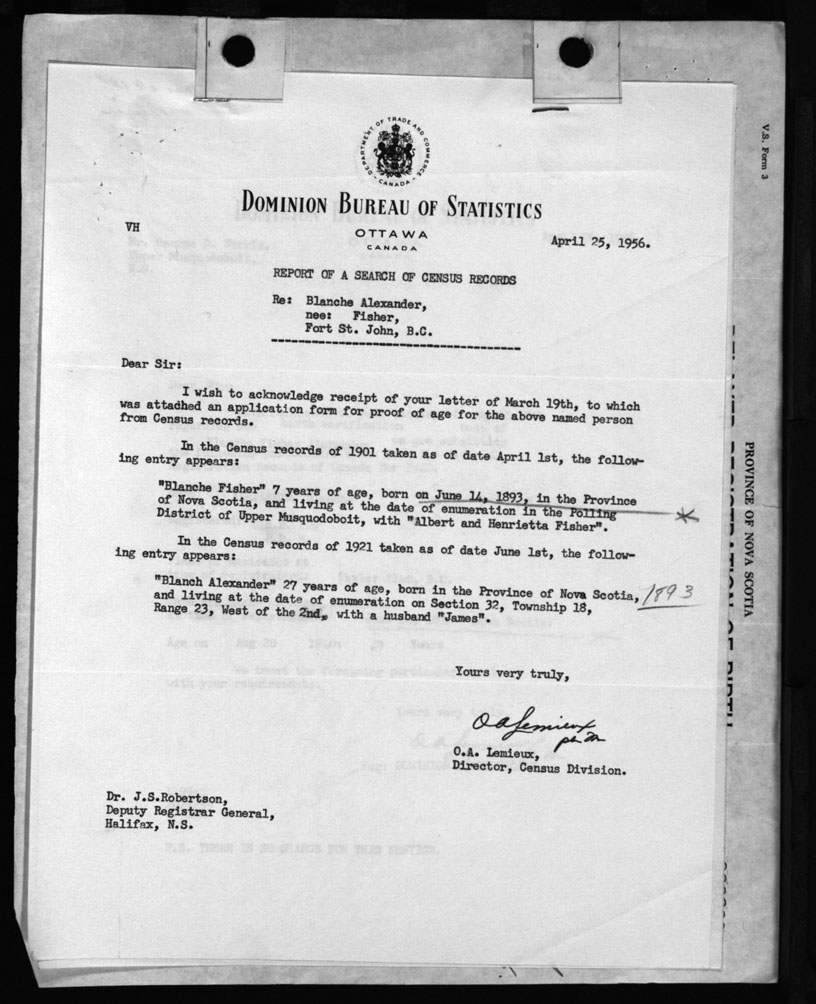 DEPARTMENT OF TRADE AND COMMERCE
- CANADA -
DOMINION BUREAU OF STATISTICS
OTTAWA
CANADA
VH
April 25, 1956.
REPORT OF A SEARCH OF CENSUS RECORDS
Re: Blanche Alexander,
nee: Fisher,
Fort St. John, B.C.
Dear Sir:
I wish to acknowledge receipt of your letter of March 19th, to which
was attached an application form for proof of age for the above named person
from Census records.
In the Census records of 1901 taken as of date April 1st, the follow-
ing entry appears:
"Blanche Fisher" 7 years of age, born on June 14, 1893, in the Province
of Nova Scotia, and living at the date of enumeration in the Polling
District of Upper Musquodoboit, with "Albert and Henrietta Fisher".
In the Census records of 1921 taken as of date June 1st, the follow-
ing entry appears:
"Blanch Alexander" 27 years of age, born in the Province of Nova Scotia, 1893
and living at the date of enumeration on Section 32, Township 18,
Range 23, West of the 2nd, with a husband "James".
Yours very truly,
O A Lemieux
per
O.A. Lemieux,
Director, Census Division.
Dr. J.S.Robertson,
Deputy Registrar General,
Halifax, N.S.
P.S. THERE IS NO CHARGE FOR THIS SERVICE.
V.S. Form 3
PROVINCE OF NOVA SCOTIA